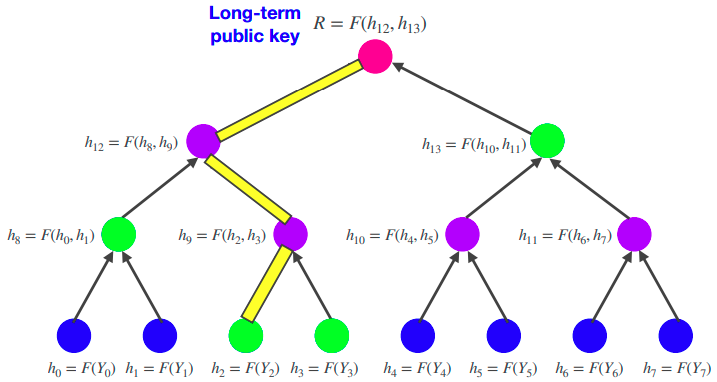 Long-term
public key
R = F(h₁₂, h₁₃)
h₁₂ = F(h₈, h₉)
h₁₃ = F(h₁₀, h₁₁)
h₈ = F(h₀, h₁)
h₉ = F(h₂, h₃)
h₁₀ = F(h₄, h₅)
h₁₁ = F(h₆, h₇)
h₀ = F(Y₀)
h₁ = F(Y₁)
h₂ = F(Y₂)
h₃ = F(Y₃)
h₄ = F(Y₄)
h₅ = F(Y₅)
h₆ = F(Y₆)
h₇ = F(Y₇)